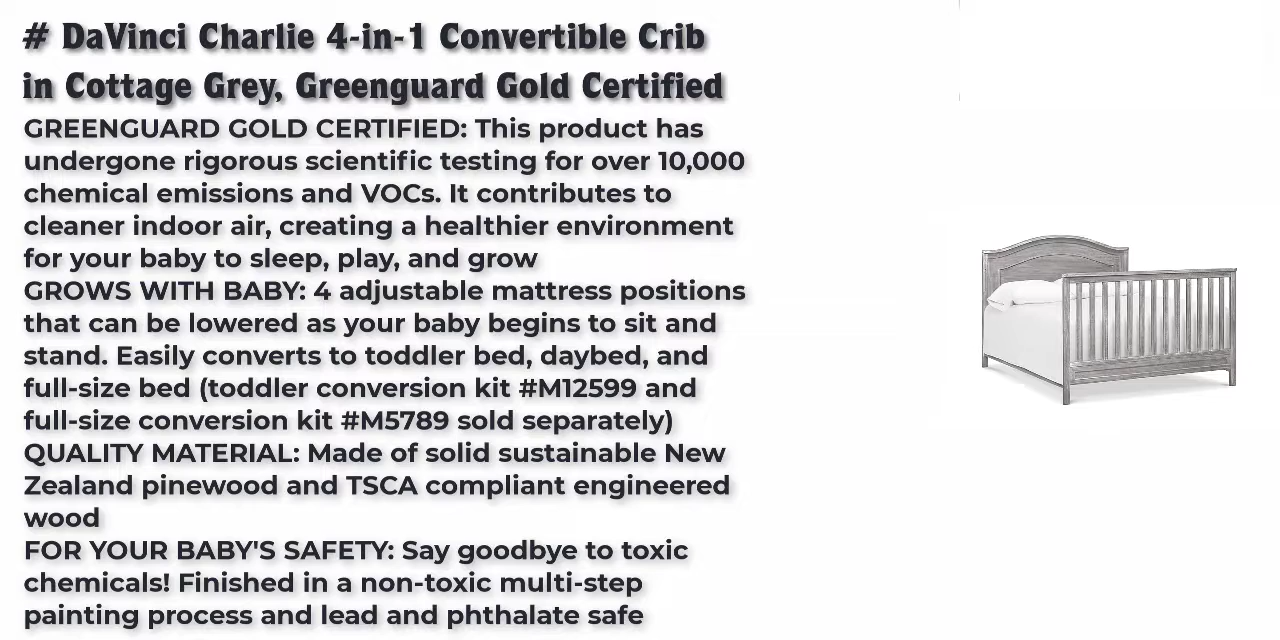 # DaVinci Charlie 4-in-1 Convertible Crib
in Cottage Grey, Greenguard Gold Certified
GREENGUARD GOLD CERTIFIED: This product has
undergone rigorous scientific testing for over 10,000
chemical emissions and VOCs. It contributes to
cleaner indoor air, creating a healthier environment
for your baby to sleep, play, and grow
GROWS WITH BABY: 4 adjustable mattress positions
that can be lowered as your baby begins to sit and
stand. Easily converts to toddler bed, daybed, and
full-size bed (toddler conversion kit #M12599 and
full-size conversion kit #M5789 sold separately)
QUALITY MATERIAL: Made of solid sustainable New
Zealand pinewood and TSCA compliant engineered
wood
FOR YOUR BABY'S SAFETY: Say goodbye to toxic
chemicals! Finished in a non-toxic multi-step
painting process and lead and phthalate safe